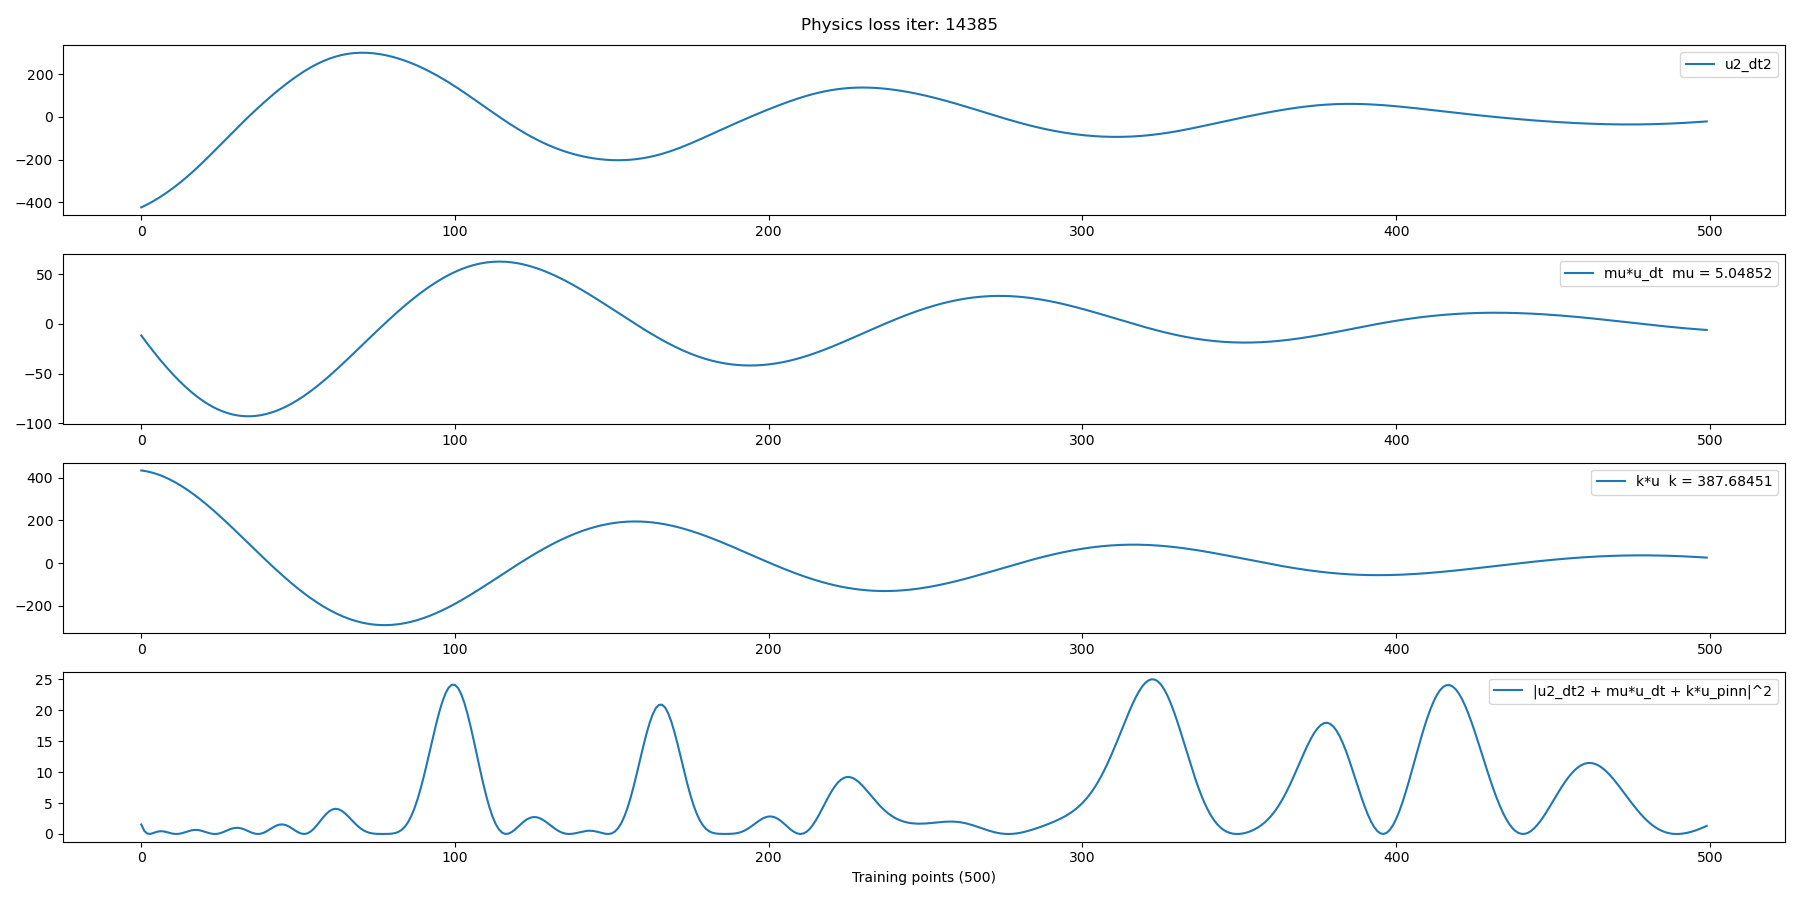 Physics loss iter: 14385
u2_dt2
200
0
−200
−400
0 100 200 300 400 500
mu*u_dt  mu = 5.04852
50
0
−50
−100
0 100 200 300 400 500
k*u  k = 387.68451
400
200
0
−200
0 100 200 300 400 500
|u2_dt2 + mu*u_dt + k*u_pinn|^2
25
20
15
10
5
0
0 100 200 300 400 500
Training points (500)